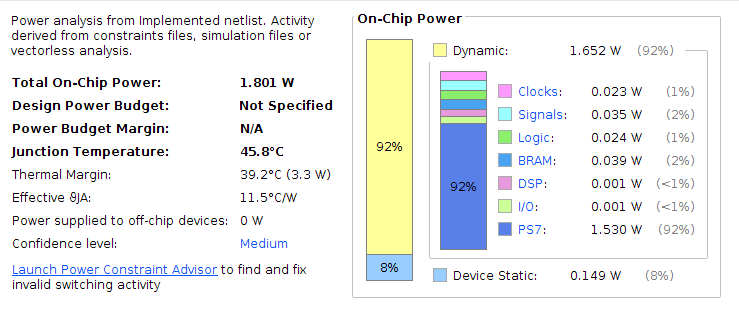 Power analysis from Implemented netlist. Activity
derived from constraints files, simulation files or
vectorless analysis.
Total On-Chip Power: 1.801 W
Design Power Budget: Not Specified
Power Budget Margin: N/A
Junction Temperature: 45.8°C
Thermal Margin: 39.2°C (3.3 W)
Effective ϑJA: 11.5°C/W
Power supplied to off-chip devices: 0 W
Confidence level: Medium
Launch Power Constraint Advisor to find and fix
invalid switching activity
On-Chip Power
92%
8%
Dynamic: 1.652 W (92%)
92%
Clocks: 0.023 W (1%)
Signals: 0.035 W (2%)
Logic: 0.024 W (1%)
BRAM: 0.039 W (2%)
DSP: 0.001 W (<1%)
I/O: 0.001 W (<1%)
PS7: 1.530 W (92%)
Device Static: 0.149 W (8%)